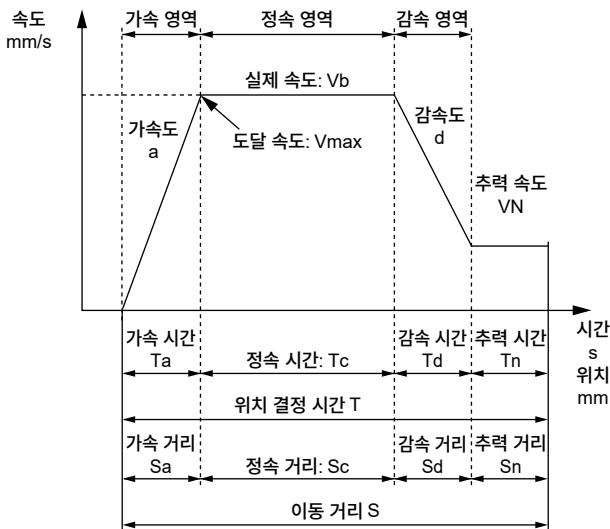 속도
mm/s
가속 영역
정속 영역
감속 영역
실제 속도: Vb
가속도
a
도달 속도: Vmax
감속도
d
추력 속도
VN
시간
s
위치
mm
가속 시간
Ta
정속 시간: Tc
감속 시간
Td
추력 시간
Tn
위치 결정 시간 T
가속 거리
Sa
정속 거리: Sc
감속 거리
Sd
추력 거리
Sn
이동 거리 S